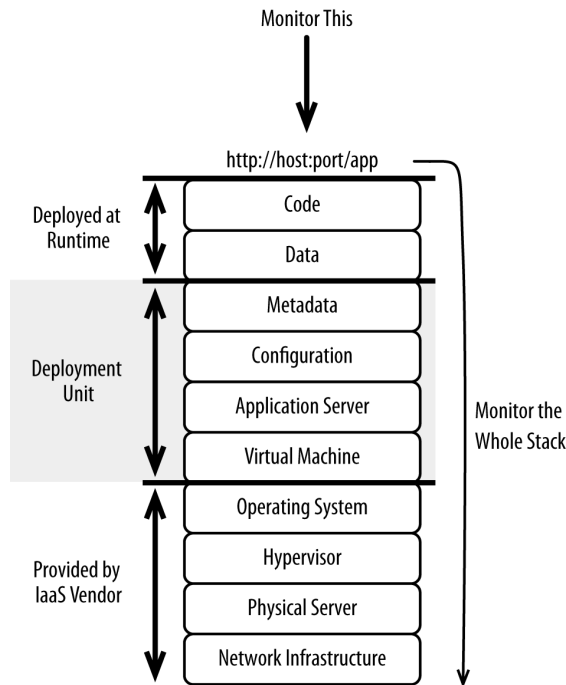 Monitor This
http://host:port/app
Deployed at
Runtime
Code
Data
Deployment
Unit
Metadata
Configuration
Application Server
Virtual Machine
Monitor the
Whole Stack
Provided by
IaaS Vendor
Operating System
Hypervisor
Physical Server
Network Infrastructure